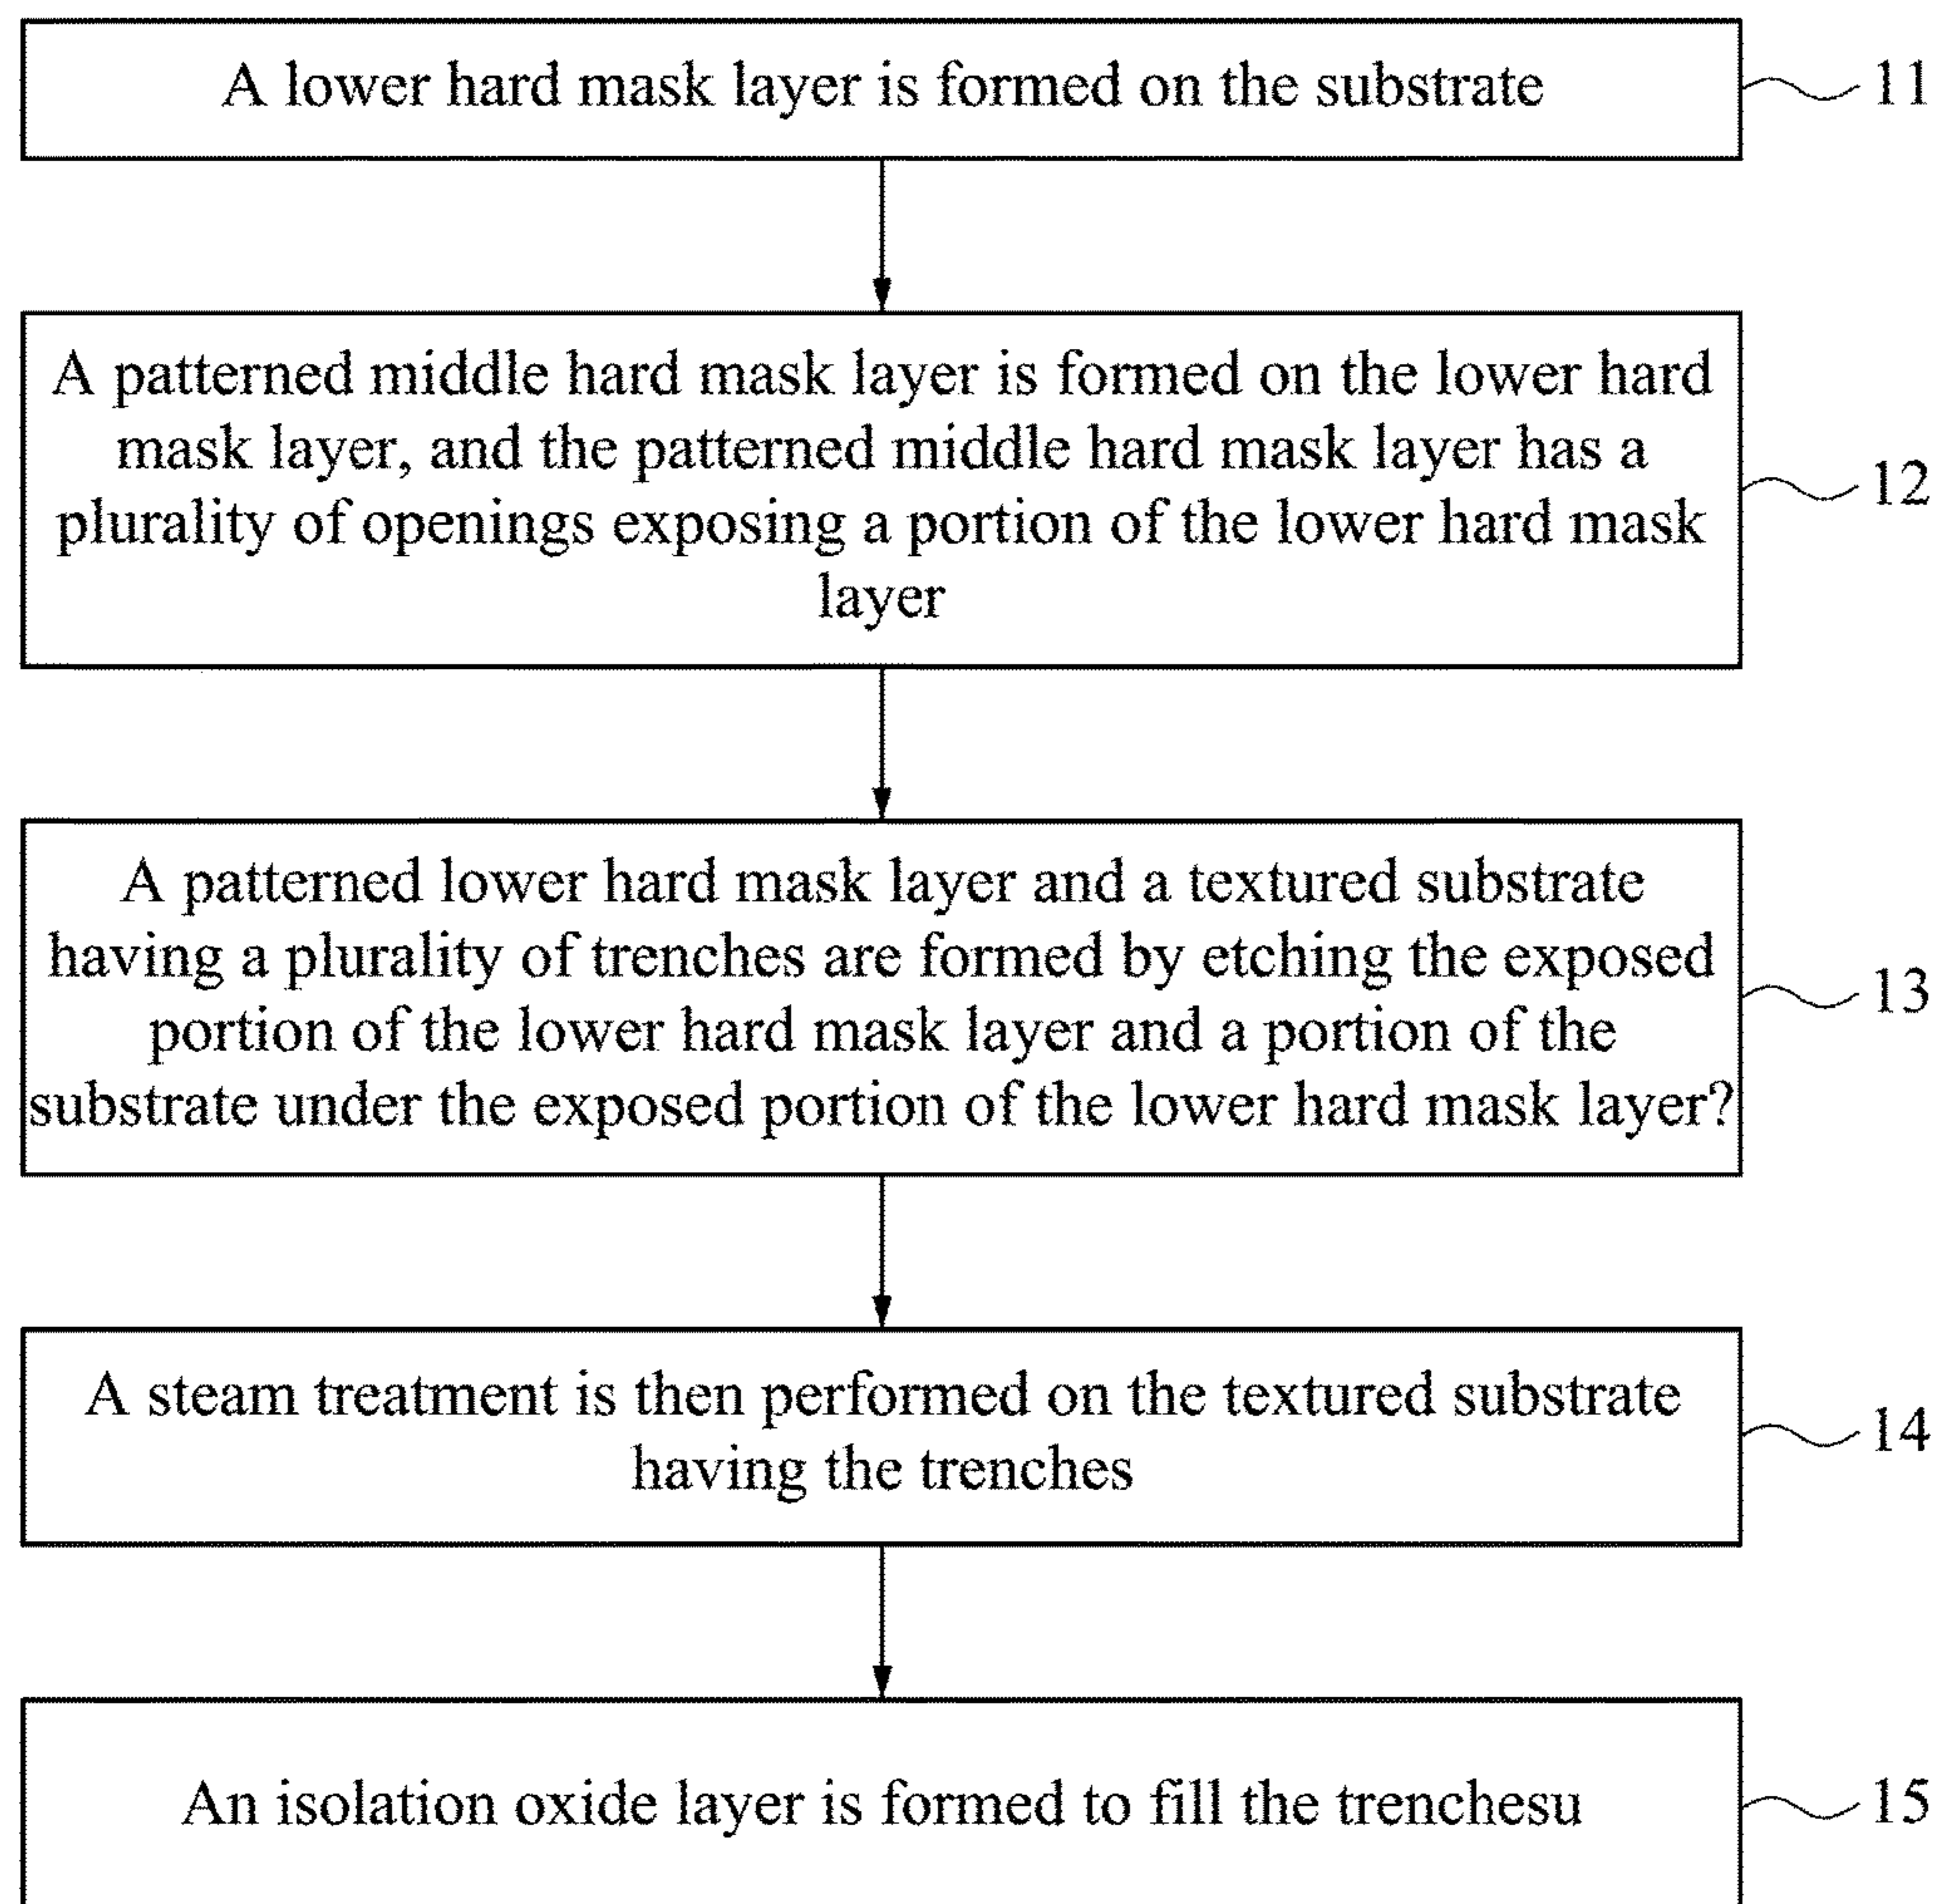 A lower hard mask layer is formed on the substrate
11
A patterned middle hard mask layer is formed on the lower hard
mask layer, and the patterned middle hard mask layer has a
plurality of openings exposing a portion of the lower hard mask
layer
12
A patterned lower hard mask layer and a textured substrate
having a plurality of trenches are formed by etching the exposed
portion of the lower hard mask layer and a portion of the
substrate under the exposed portion of the lower hard mask layer?
13
A steam treatment is then performed on the textured substrate
having the trenches
14
An isolation oxide layer is formed to fill the trenchesu
15